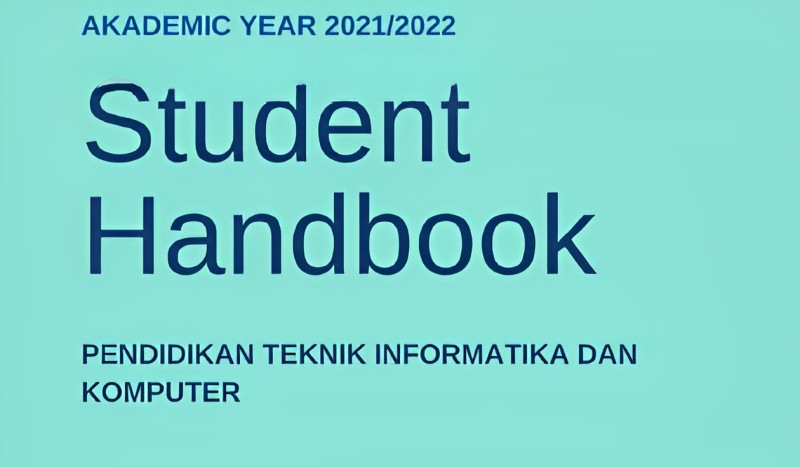 AKADEMIC YEAR 2021/2022
Student
Handbook
PENDIDIKAN TEKNIK INFORMATIKA DAN
KOMPUTER